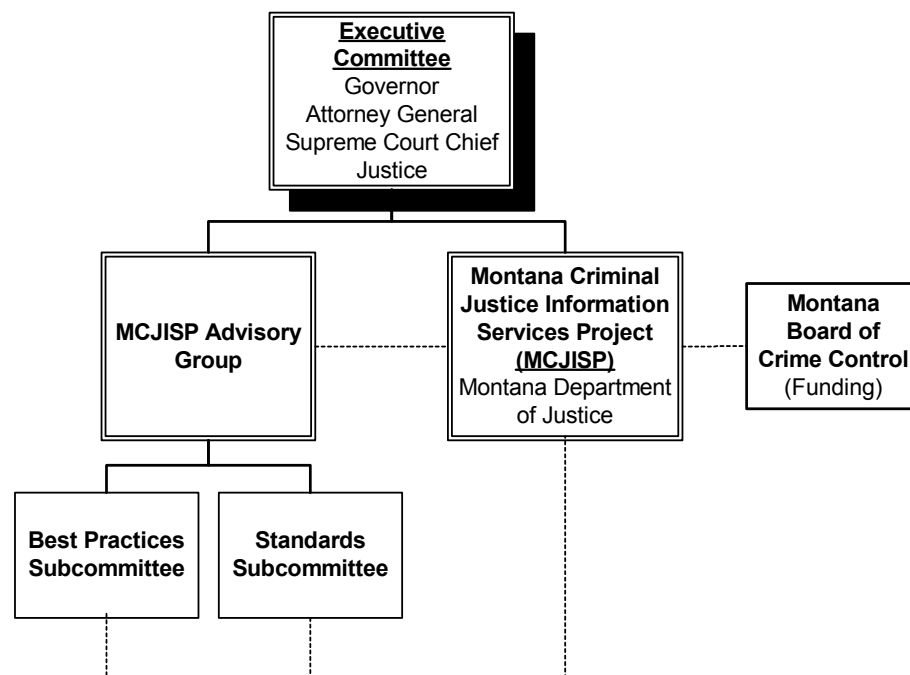 Executive
Committee
Governor
Attorney General
Supreme Court Chief
Justice
MCJISP Advisory
Group
Montana Criminal
Justice Information
Services Project
(MCJISP)
Montana Department
of Justice
Montana
Board of
Crime Control
(Funding)
Best Practices
Subcommittee
Standards
Subcommittee